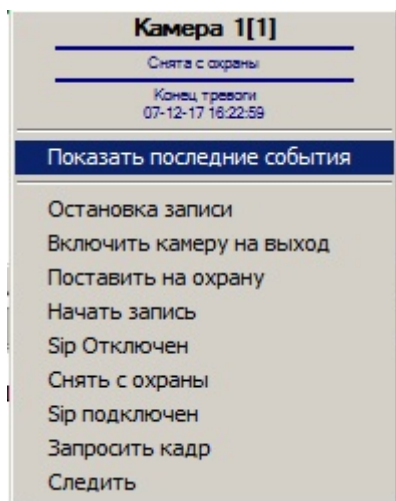 Камера 1[1]
Снята с охраны
Конец тревоги
07-12-17 16:22:59
Показать последние события
Остановка записи
Включить камеру на выход
Поставить на охрану
Начать запись
Sip Отключен
Снять с охраны
Sip подключен
Запросить кадр
Следить